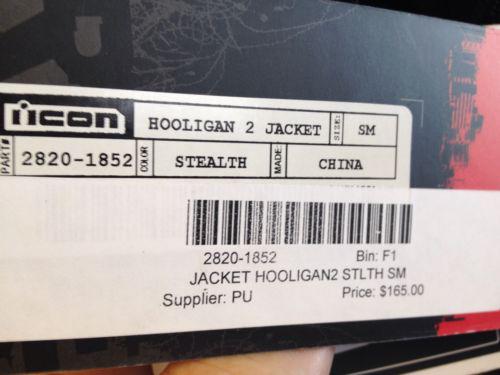 icon
HOOLIGAN 2 JACKET SIZE: SM
PART# 2820-1852 COLOR STEALTH MADE: CHINA
2820-1852 Bin: F1
JACKET HOOLIGAN2 STLTH SM
Supplier: PU Price: $165.00